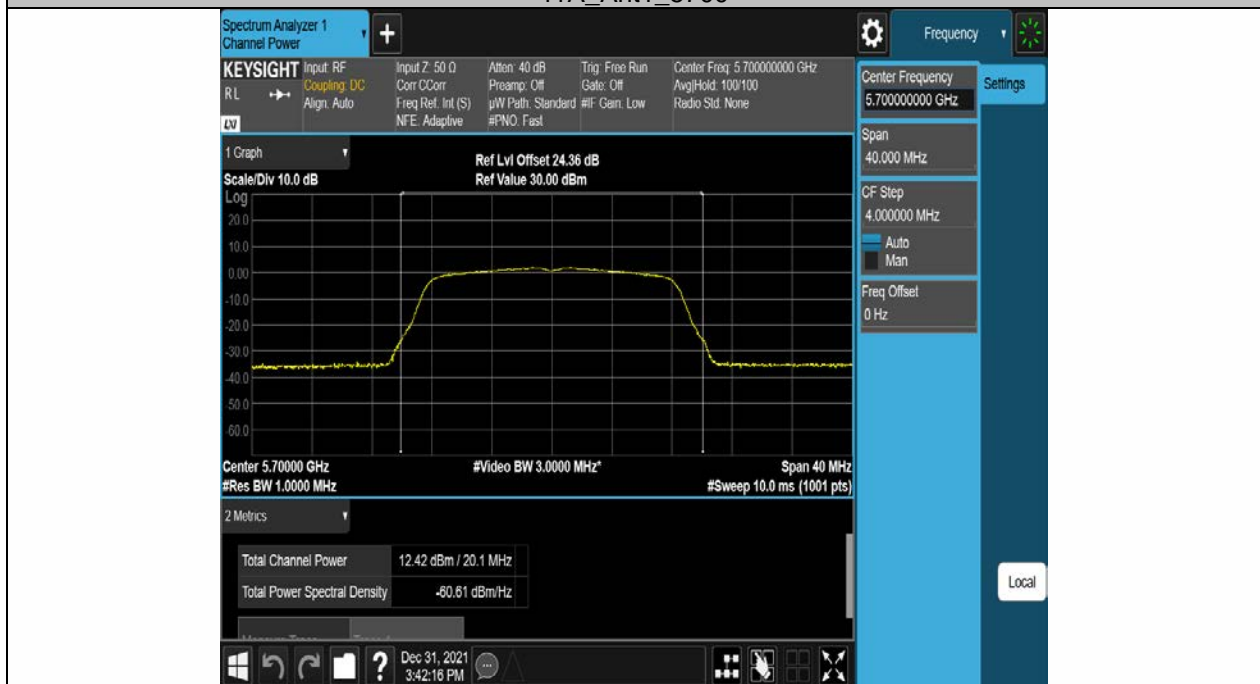 Spectrum Analyzer 1
Channel Power
+
Frequency
KEYSIGHT
RL
LXI
Input: RF
Coupling: DC
Align: Auto
Input Z: 50 Ω
Corr CCorr
Freq Ref: Int (S)
NFE: Adaptive
Atten: 40 dB
Preamp: Off
µW Path: Standard
#PNO: Fast
Trig: Free Run
Gate: Off
#IF Gain: Low
Center Freq: 5.700000000 GHz
Avg|Hold: 100/100
Radio Std: None
Center Frequency
5.700000000 GHz
Settings
Span
40.000 MHz
CF Step
4.000000 MHz
Auto
Man
Freq Offset
0 Hz
1 Graph
Scale/Div 10.0 dB
Ref Lvl Offset 24.36 dB
Ref Value 30.00 dBm
Log
20.0
10.0
0.00
-10.0
-20.0
-30.0
-40.0
-50.0
-60.0
Center 5.70000 GHz
#Video BW 3.0000 MHz*
Span 40 MHz
#Res BW 1.0000 MHz
#Sweep 10.0 ms (1001 pts)
2 Metrics
Total Channel Power 12.42 dBm / 20.1 MHz
Total Power Spectral Density -60.61 dBm/Hz
Local
?
Dec 31, 2021
3:42:16 PM